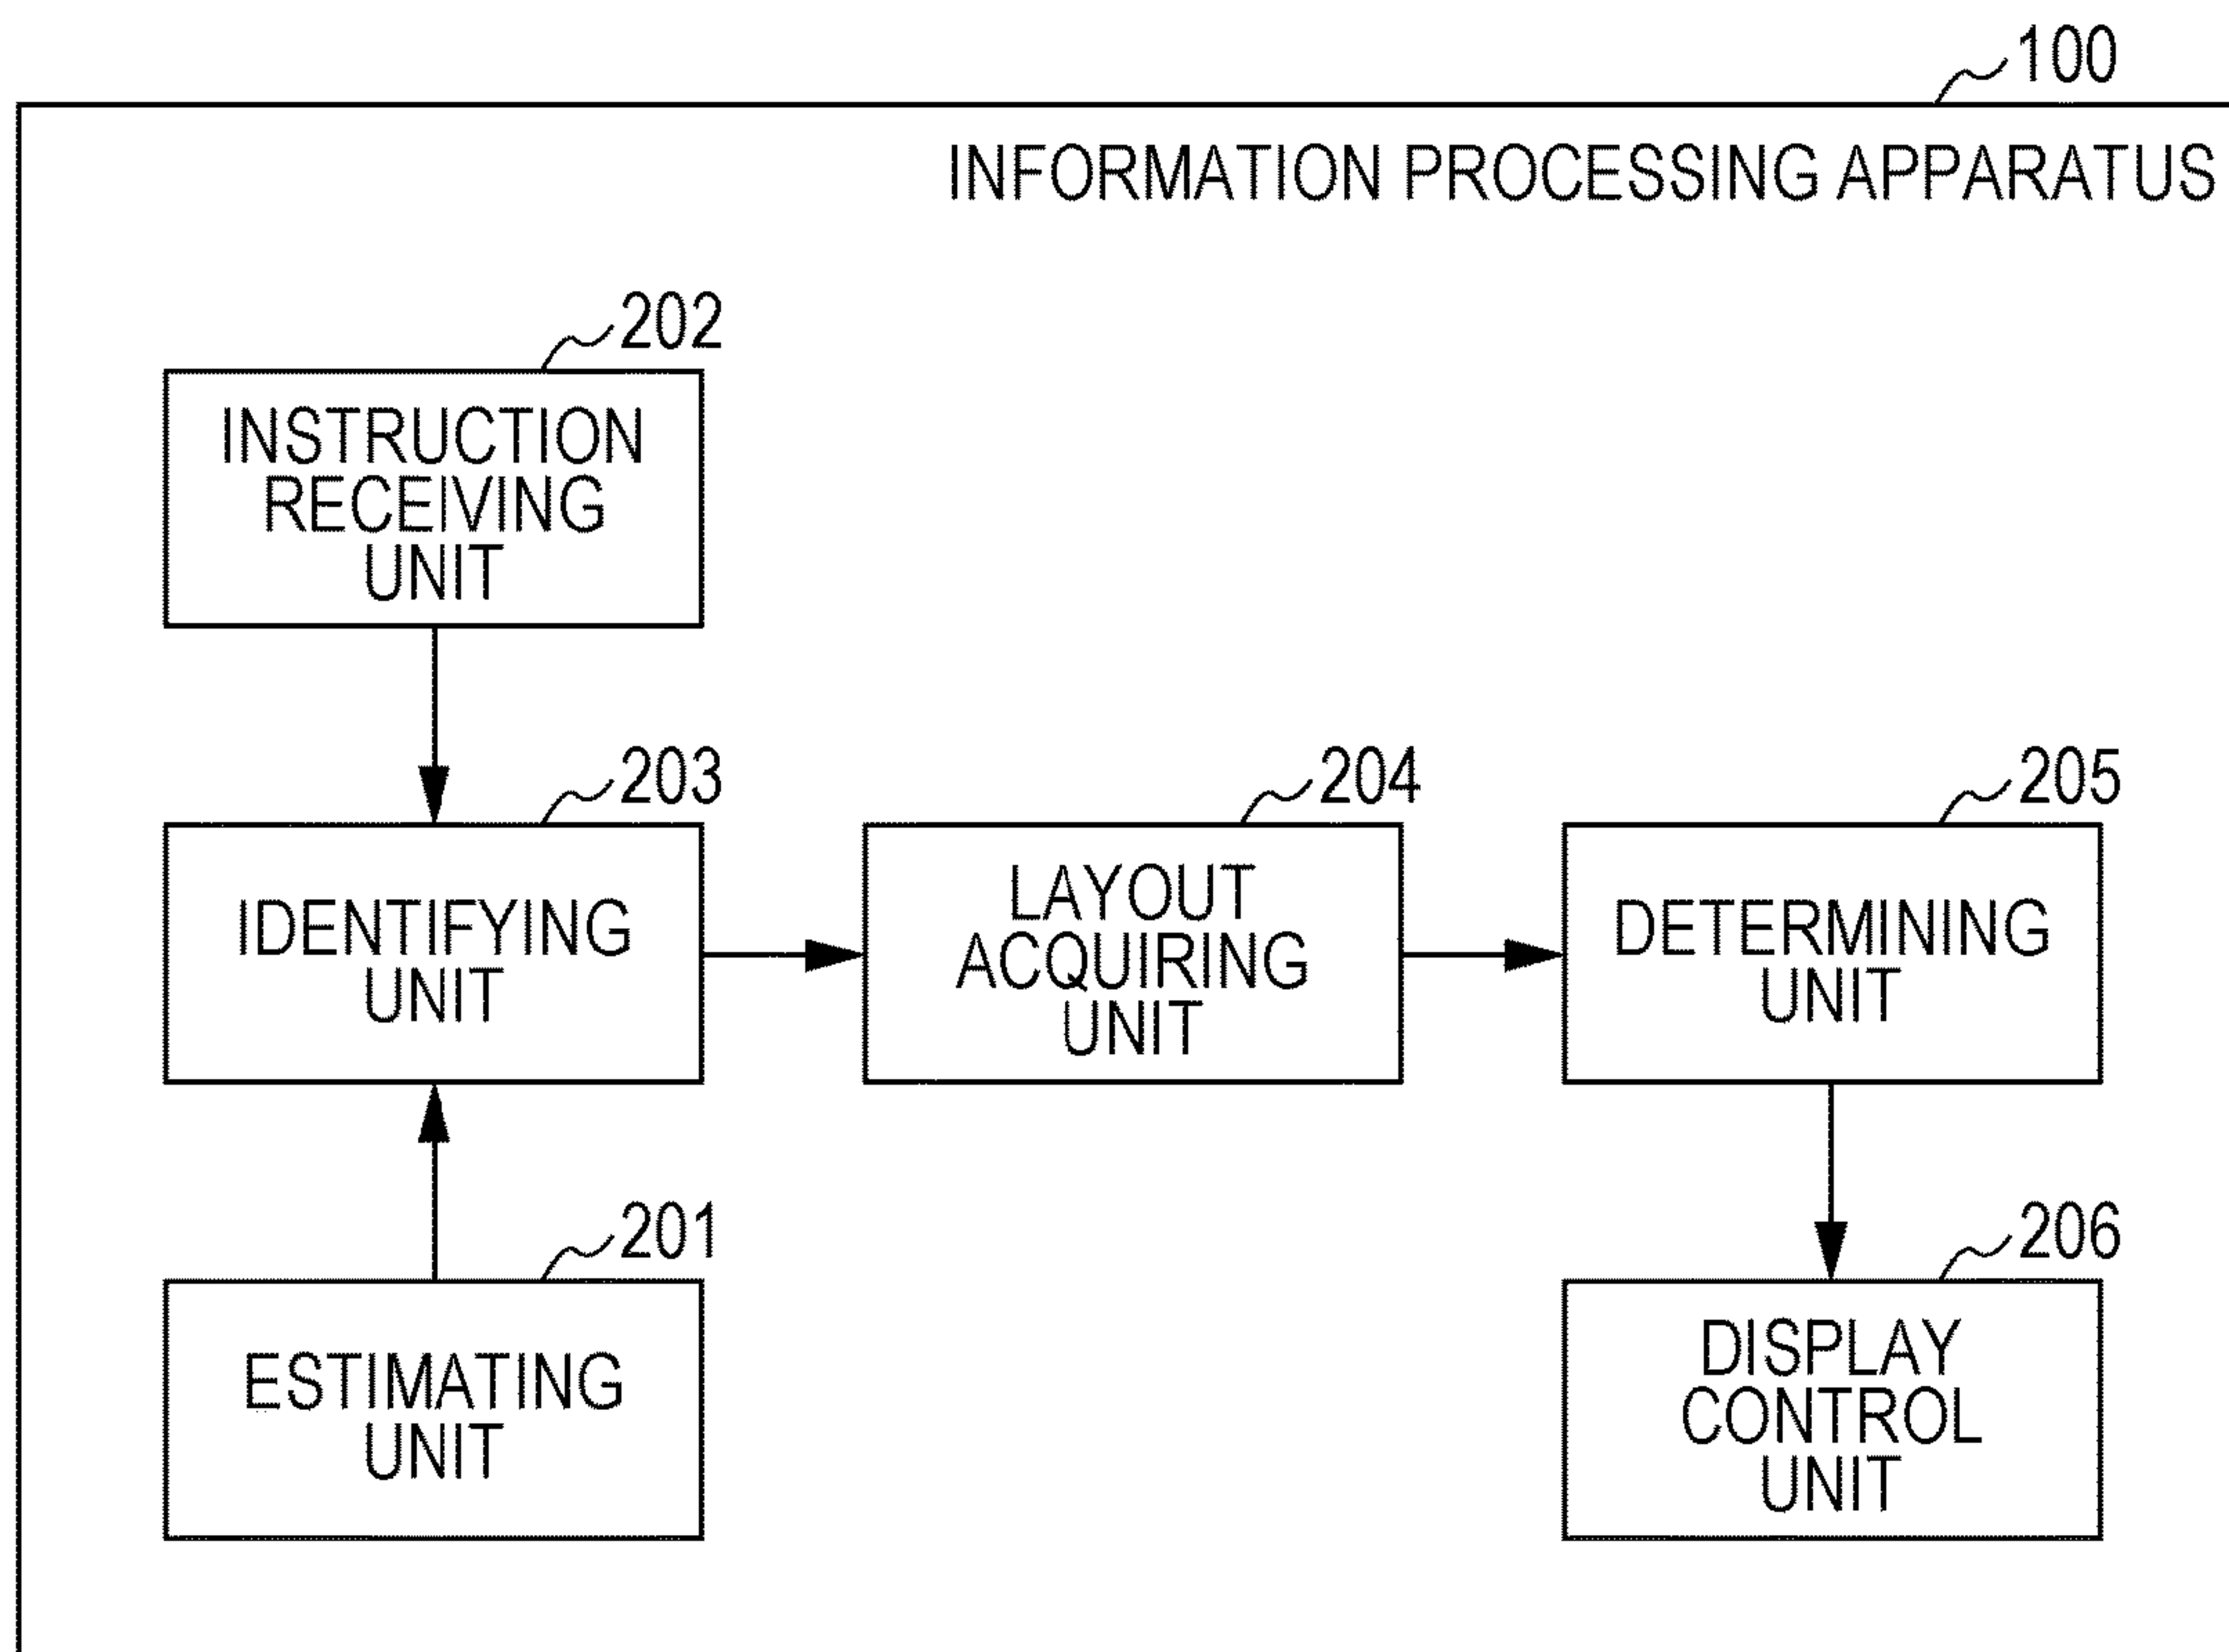 100
INFORMATION PROCESSING APPARATUS
202
INSTRUCTION
RECEIVING
UNIT
203
IDENTIFYING
UNIT
204
LAYOUT
ACQUIRING
UNIT
205
DETERMINING
UNIT
201
ESTIMATING
UNIT
206
DISPLAY
CONTROL
UNIT